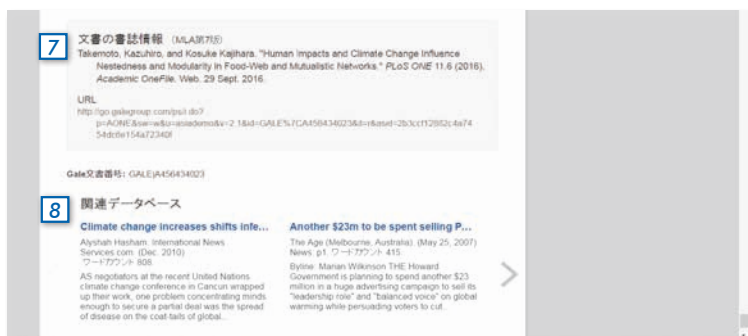 7
文書の書誌情報 (MLA第7版)
Takemoto, Kazuhiro, and Kosuke Kajihara. "Human Impacts and Climate Change Influence
Nestedness and Modularity in Food-Web and Mutualistic Networks." PLoS ONE 11.6 (2016).
Academic OneFile. Web. 29 Sept. 2016.
URL
http://go.galegroup.com/ps/i.do?
Gale文書番号: GALE|A456434023
8
関連データベース
Climate change increases shifts infe...
Alyshah Hasham. International News
Services.com. (Dec. 2010)
ワードカウント 808.
AS negotiators at the recent United Nations
climate change conference in Cancun wrapped
up their work, one problem concentrating minds
enough to secure a partial deal was the spread
of disease on the coat-tails of global...
Another $23m to be spent selling P...
The Age (Melbourne, Australia). (May 25, 2007)
News: p1. ワードカウント 415.
Byline: Marian Wilkinson THE Howard
Government is planning to spend another $23
million in a huge advertising campaign to sell its
"leadership role" and "balanced voice" on global
warming while persuading voters to cut...